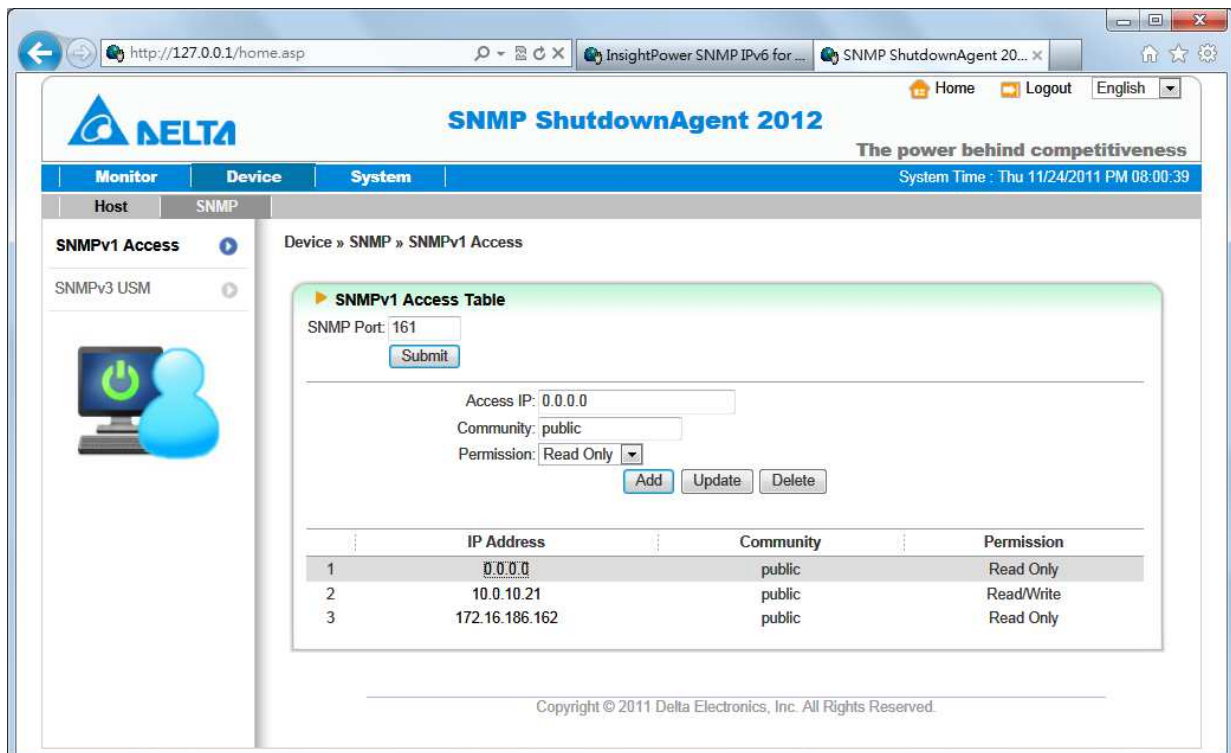 http://127.0.0.1/home.asp
InsightPower SNMP IPv6 for ...
SNMP ShutdownAgent 20...
Home
Logout
English
DELTA
SNMP ShutdownAgent 2012
The power behind competitiveness
Monitor
Device
System
System Time : Thu 11/24/2011 PM 08:00:39
Host
SNMP
SNMPv1 Access
SNMPv3 USM
Device » SNMP » SNMPv1 Access
SNMPv1 Access Table
SNMP Port: 161
Submit
Access IP: 0.0.0.0
Community: public
Permission: Read Only
Add Update Delete
IP Address Community Permission
1 0.0.0.0 public Read Only
2 10.0.10.21 public Read/Write
3 172.16.186.162 public Read Only
Copyright © 2011 Delta Electronics, Inc. All Rights Reserved.